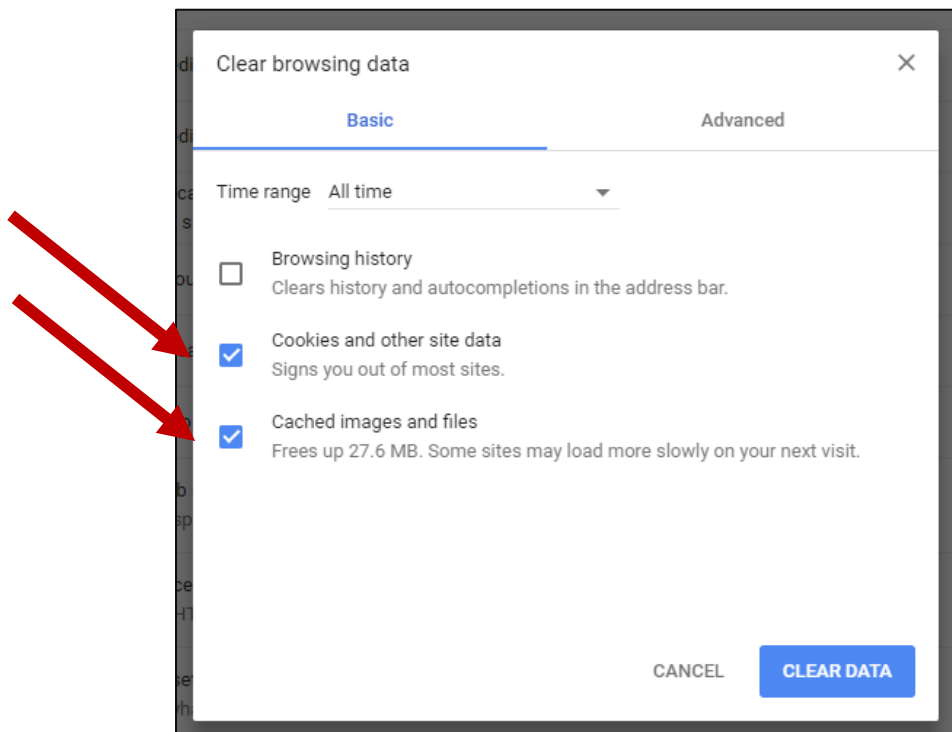 Clear browsing data
Basic Advanced
Time range All time
Browsing history
Clears history and autocompletions in the address bar.
Cookies and other site data
Signs you out of most sites.
Cached images and files
Frees up 27.6 MB. Some sites may load more slowly on your next visit.
CANCEL CLEAR DATA